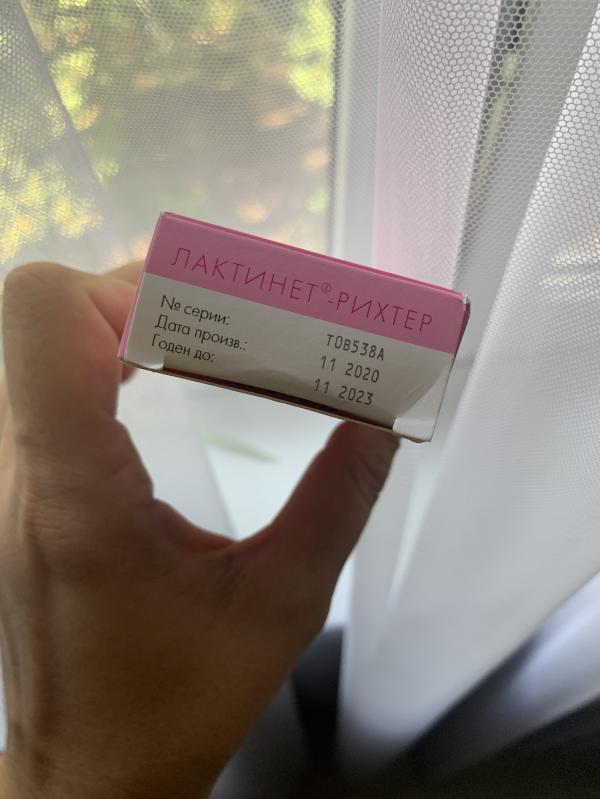 ЛАКТИНЕТ®-РИХТЕР
№ серии: T0B538A
Дата произв.: 11 2020
Годен до: 11 2023